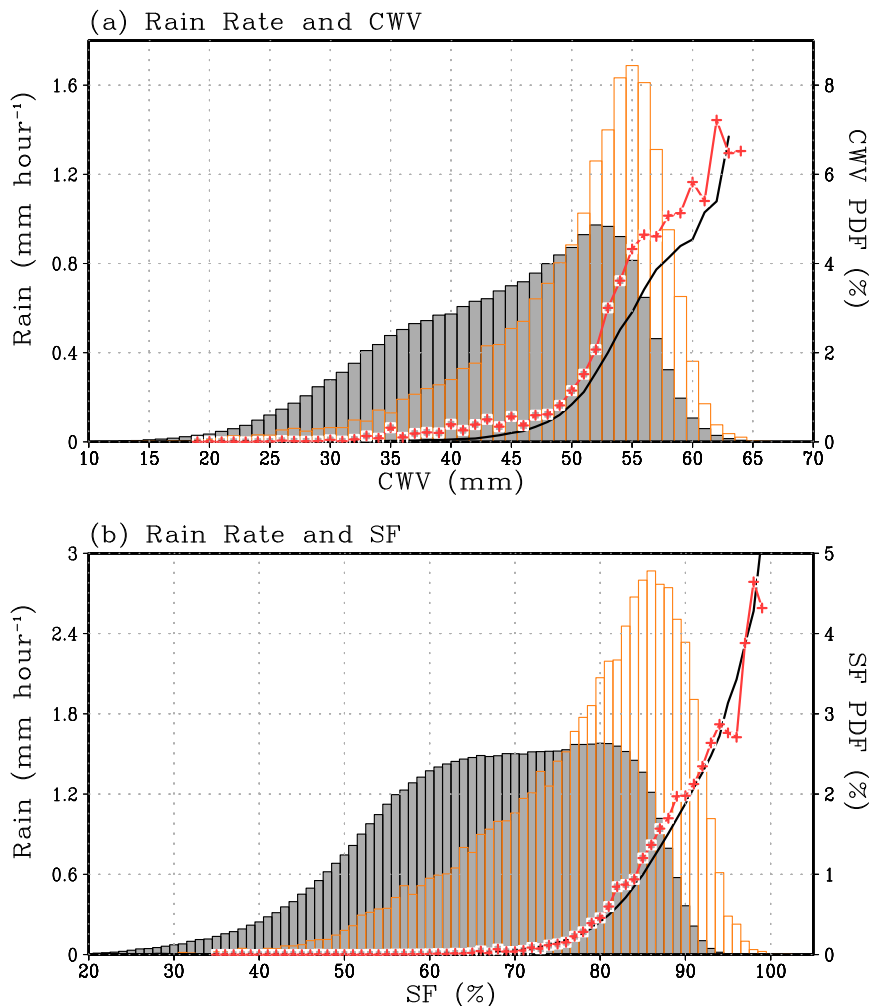 (a) Rain Rate and CWV
Rain (mm hour⁻¹)
1.6
1.2
0.8
0.4
0
8
6
4
2
0
CWV PDF (%)
10 15 20 25 30 35 40 45 50 55 60 65 70
CWV (mm)
(b) Rain Rate and SF
Rain (mm hour⁻¹)
3
2.4
1.8
1.2
0.6
0
5
4
3
2
1
0
SF PDF (%)
20 30 40 50 60 70 80 90 100
SF (%)